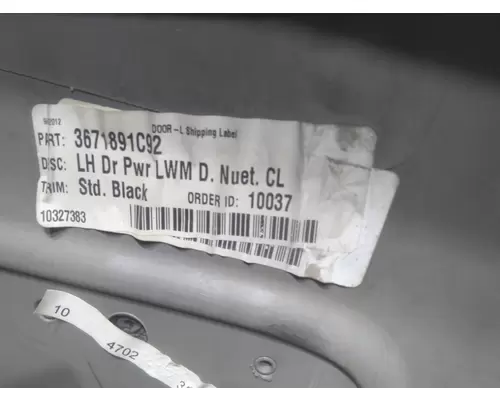 DOOR-L Shipping Label
PART: 3671891C92
DISC: LH Dr Pwr LWM D. Nuet. CL
TRIM: Std. Black
ORDER ID: 10037
10327383
10
4702